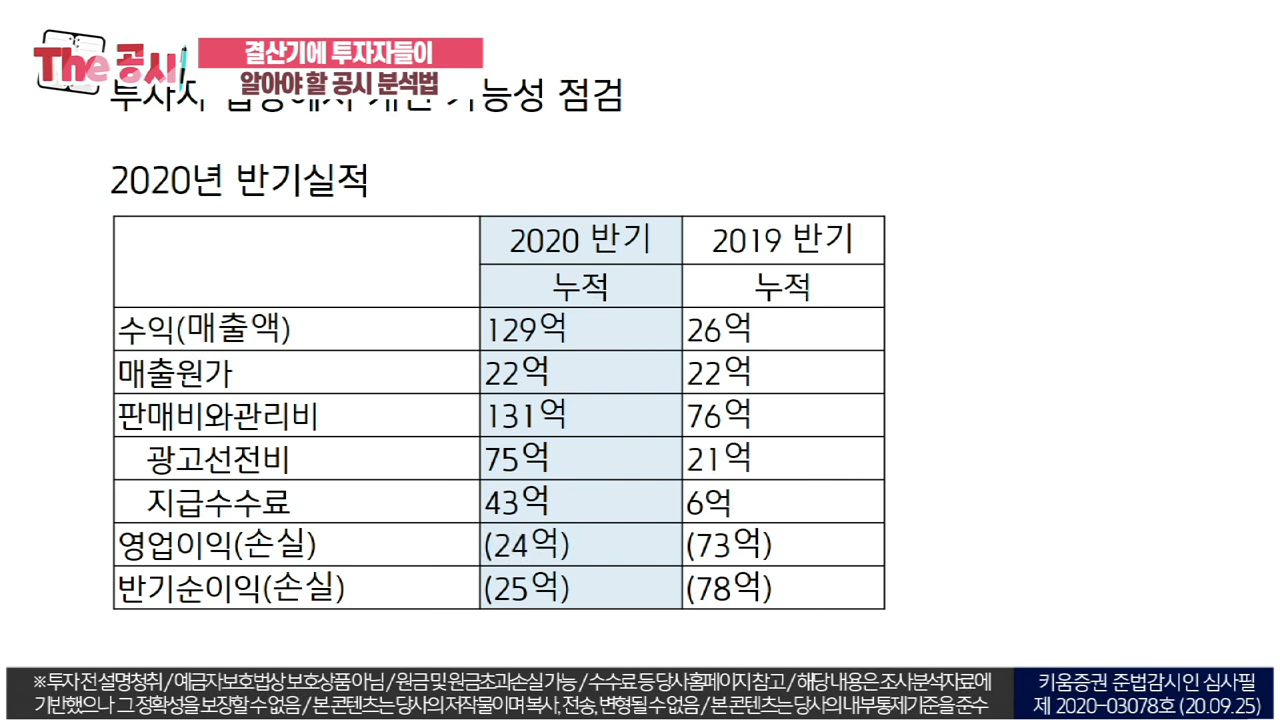 The 공시
결산기에 투자자들이
알아야 할 공시 분석법
점검
2020년 반기실적
2020 반기 2019 반기
누적 누적
수익(매출액) 129억 26억
매출원가 22억 22억
판매비와관리비 131억 76억
광고선전비 75억 21억
지급수수료 43억 6억
영업이익(손실) (24억) (73억)
반기순이익(손실) (25억) (78억)
※투자 전 설명청취 / 예금자보호법상 보호상품 아님 / 원금 및 원금초과손실 가능 / 수수료 등 당사홈페이지 참고 / 해당 내용은 조사분석자료에
기반했으나 그 정확성을 보장할 수 없음 / 본 콘텐츠는 당사의 저작물이며 복사, 전송, 변형될 수 없음 / 본 콘텐츠는 당사의 내부통제기준을 준수
키움증권 준법감시인 심사필
제 2020-03078호 (20.09.25)